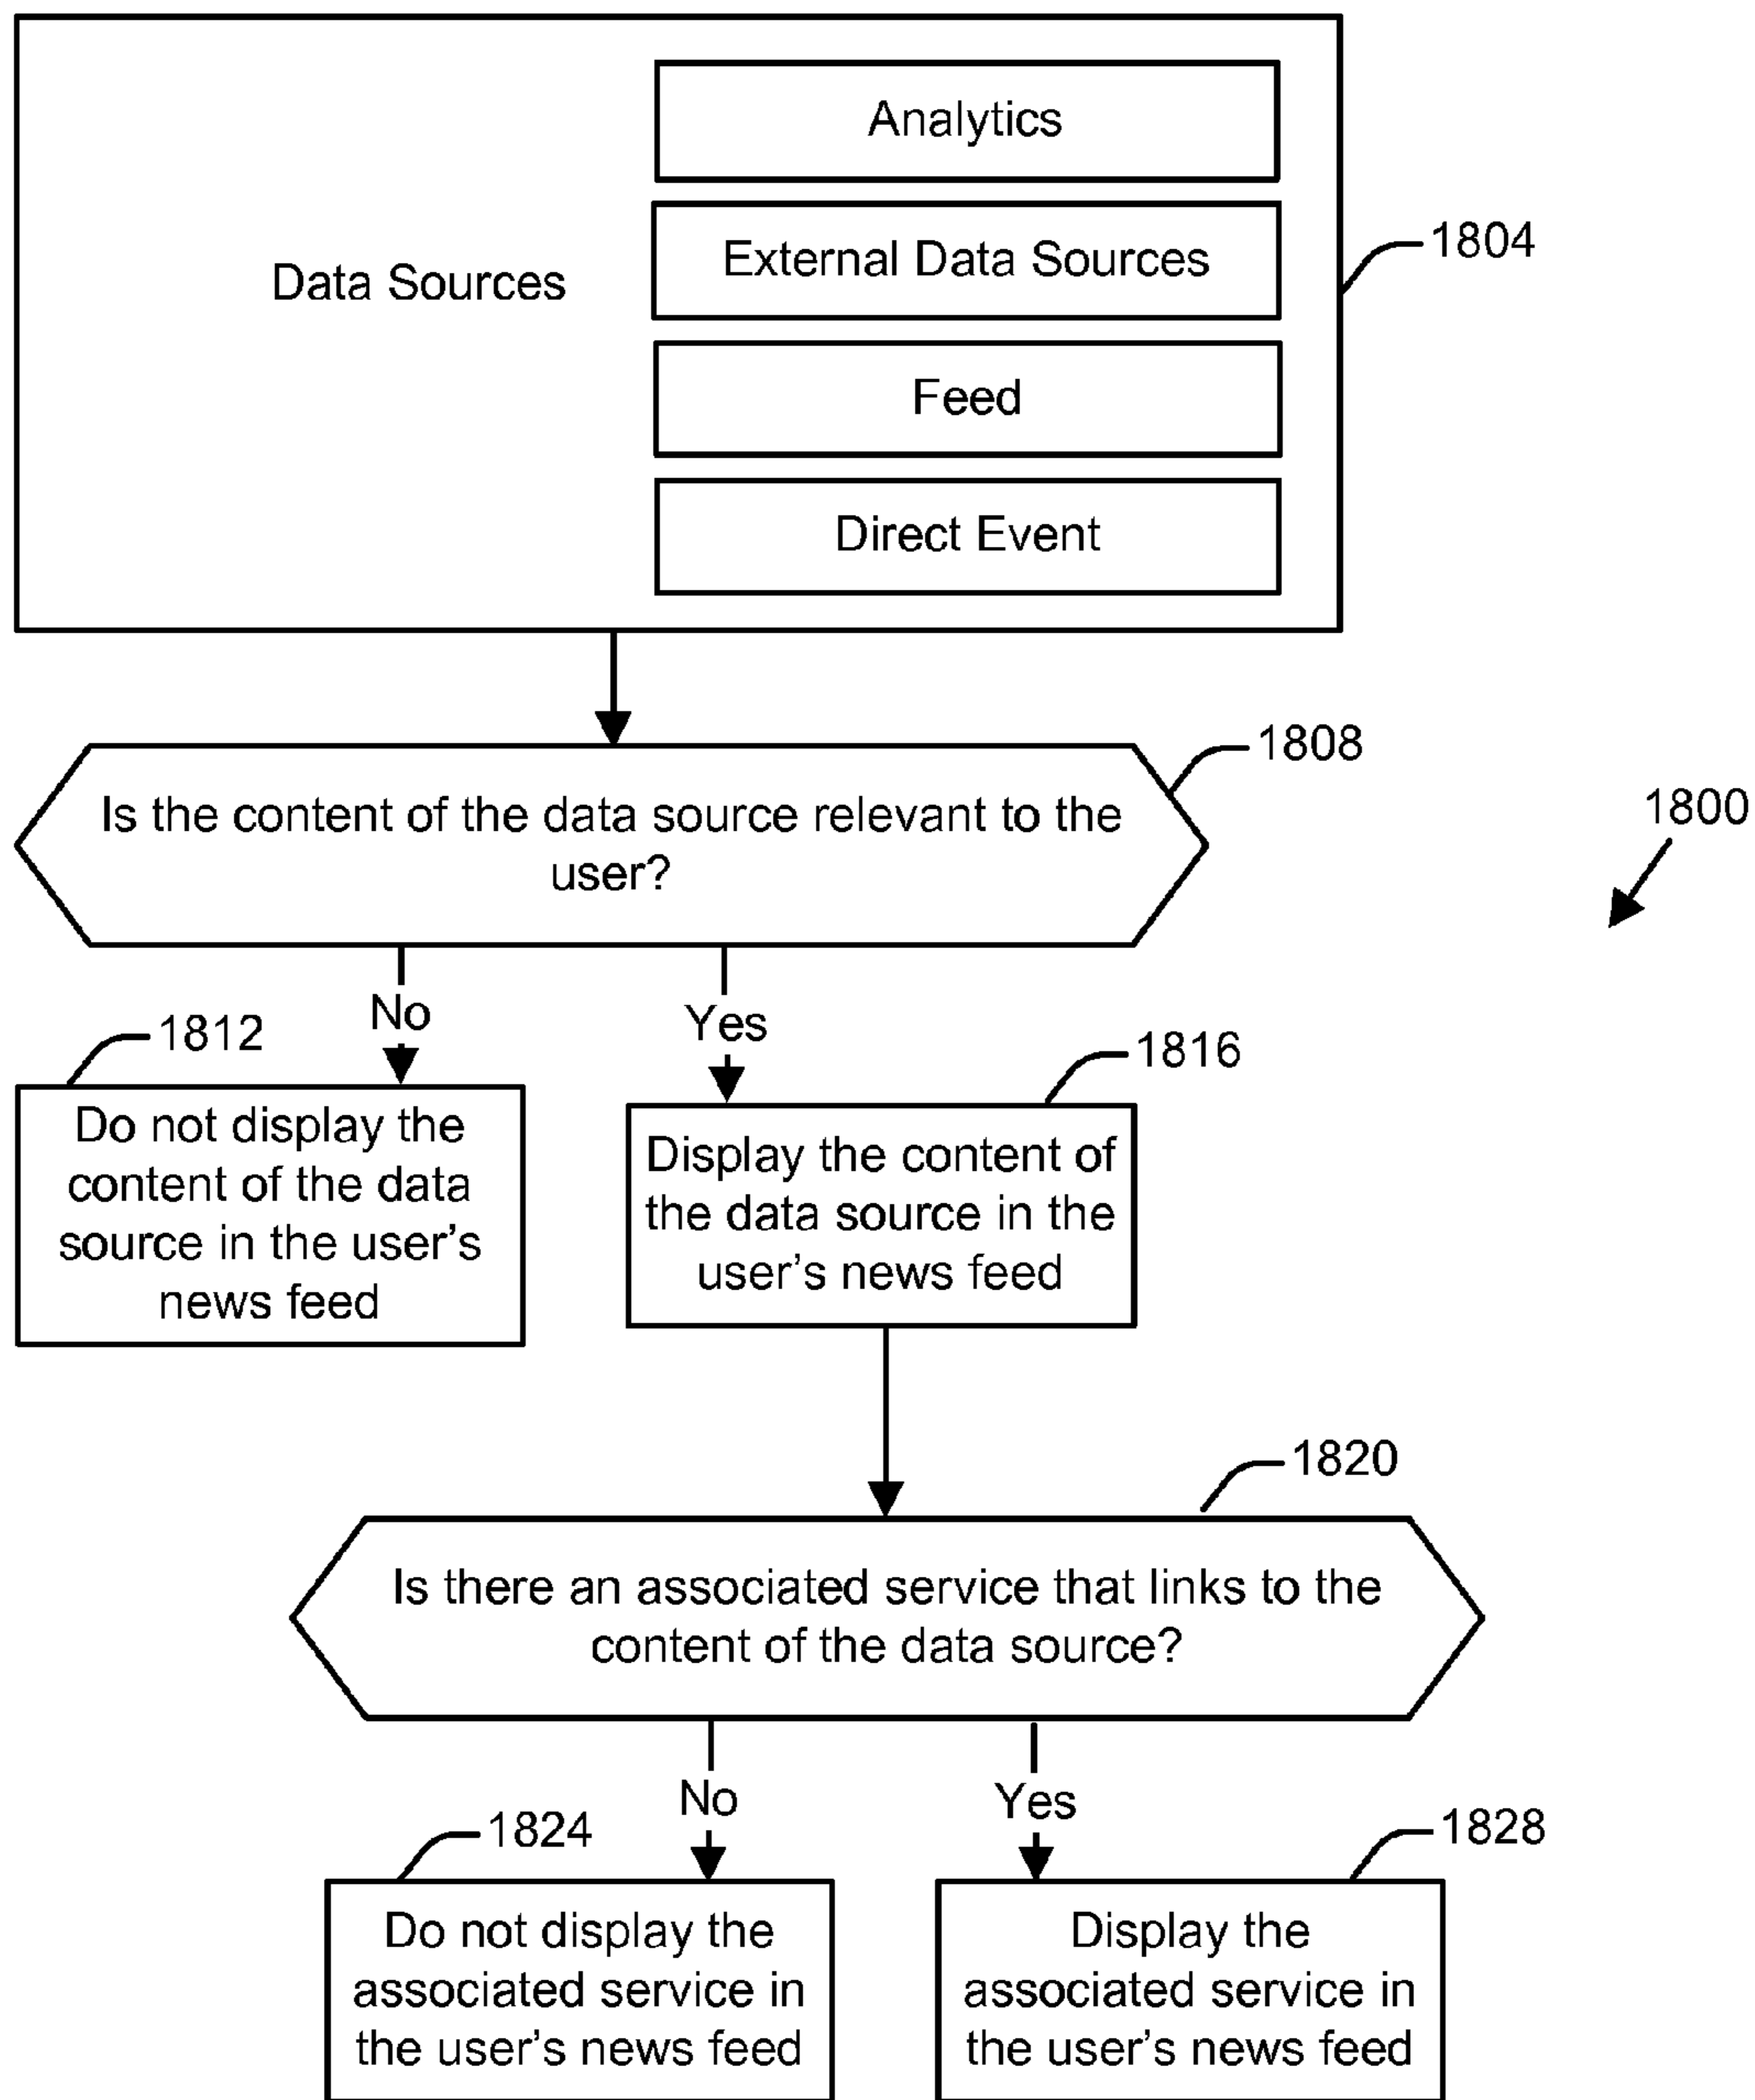 Analytics
External Data Sources
Data Sources
1804
Feed
Direct Event
1808
Is the content of the data source relevant to the
user?
1800
No
Yes
1812
1816
Do not display the
content of the data
source in the user's
news feed
Display the content of
the data source in the
user's news feed
1820
Is there an associated service that links to the
content of the data source?
No
Yes
1824
1828
Do not display the
associated service in
the user's news feed
Display the
associated service in
the user's news feed